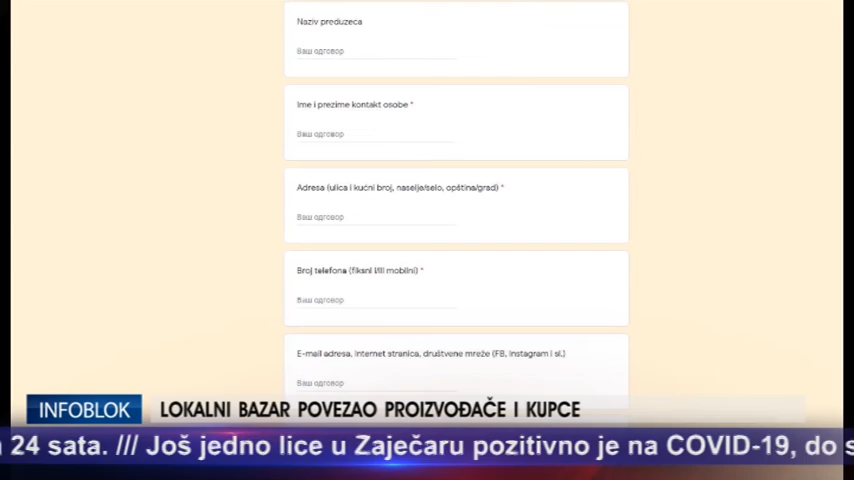 Naziv preduzeca
Ваш одговор
Ime i prezime kontakt osobe *
Ваш одговор
Adresa (ulica i kućni broj, naselje/selo, opština/grad) *
Ваш одговор
Broj telefona (fiksni i/ili mobilni) *
Ваш одговор
E-mail adresa, internet stranica, društvene mreže (FB, Instagram i sl.)
Ваш одговор
INFOBLOK LOKALNI BAZAR POVEZAO PROIZVOĐAČE I KUPCE
24 sata. /// Još jedno lice u Zaječaru pozitivno je na COVID-19, do